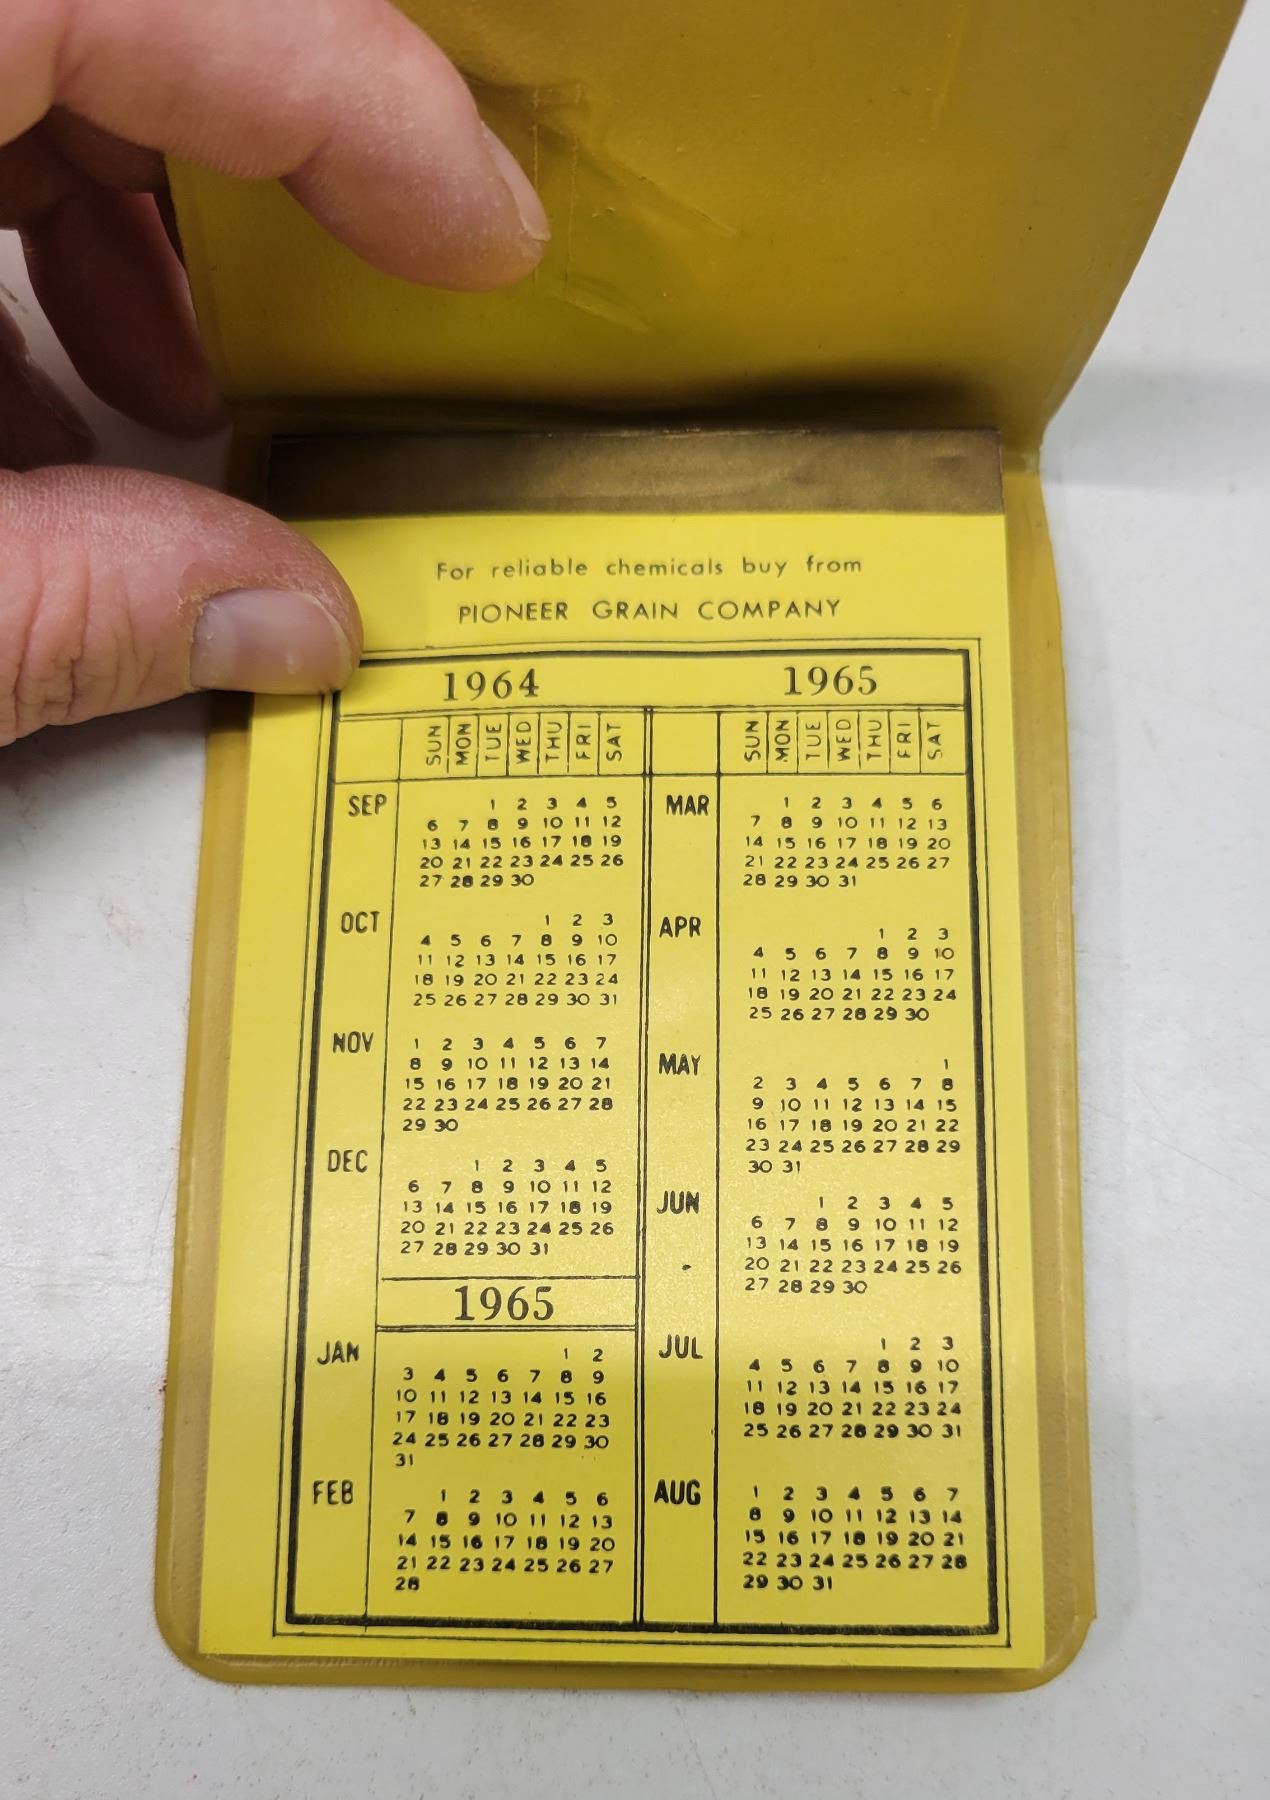 For reliable chemicals buy from
PIONEER GRAIN COMPANY
1964
SUN MON TUE WED THU FRI SAT
SEP 1 2 3 4 5
6 7 8 9 10 11 12
13 14 15 16 17 18 19
20 21 22 23 24 25 26
27 28 29 30
OCT 1 2 3
4 5 6 7 8 9 10
11 12 13 14 15 16 17
18 19 20 21 22 23 24
25 26 27 28 29 30 31
NOV 1 2 3 4 5 6 7
8 9 10 11 12 13 14
15 16 17 18 19 20 21
22 23 24 25 26 27 28
29 30
DEC 1 2 3 4 5
6 7 8 9 10 11 12
13 14 15 16 17 18 19
20 21 22 23 24 25 26
27 28 29 30 31
1965
JAN 1 2
3 4 5 6 7 8 9
10 11 12 13 14 15 16
17 18 19 20 21 22 23
24 25 26 27 28 29 30
31
FEB 1 2 3 4 5 6
7 8 9 10 11 12 13
14 15 16 17 18 19 20
21 22 23 24 25 26 27
28
1965
SUN MON TUE WED THU FRI SAT
MAR 1 2 3 4 5 6
7 8 9 10 11 12 13
14 15 16 17 18 19 20
21 22 23 24 25 26 27
28 29 30 31
APR 1 2 3
4 5 6 7 8 9 10
11 12 13 14 15 16 17
18 19 20 21 22 23 24
25 26 27 28 29 30
MAY 1
2 3 4 5 6 7 8
9 10 11 12 13 14 15
16 17 18 19 20 21 22
23 24 25 26 27 28 29
30 31
JUN 1 2 3 4 5
6 7 8 9 10 11 12
13 14 15 16 17 18 19
20 21 22 23 24 25 26
27 28 29 30
JUL 1 2 3
4 5 6 7 8 9 10
11 12 13 14 15 16 17
18 19 20 21 22 23 24
25 26 27 28 29 30 31
AUG 1 2 3 4 5 6 7
8 9 10 11 12 13 14
15 16 17 18 19 20 21
22 23 24 25 26 27 28
29 30 31